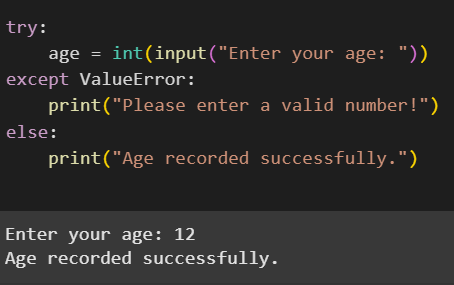 try:
    age = int(input("Enter your age: "))
except ValueError:
    print("Please enter a valid number!")
else:
    print("Age recorded successfully.")
Enter your age: 12
Age recorded successfully.